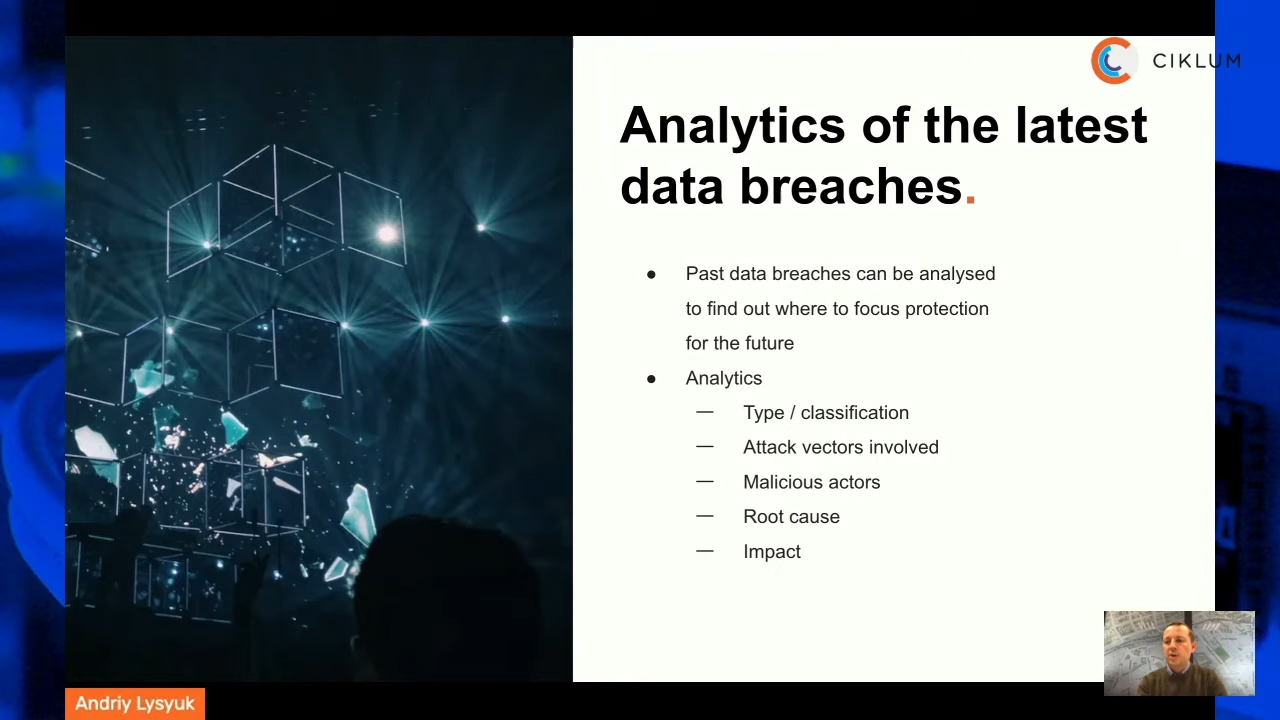 CIKLUM
Analytics of the latest
data breaches.
● Past data breaches can be analysed
to find out where to focus protection
for the future
● Analytics
— Type / classification
— Attack vectors involved
— Malicious actors
— Root cause
— Impact
Andriy Lysyuk